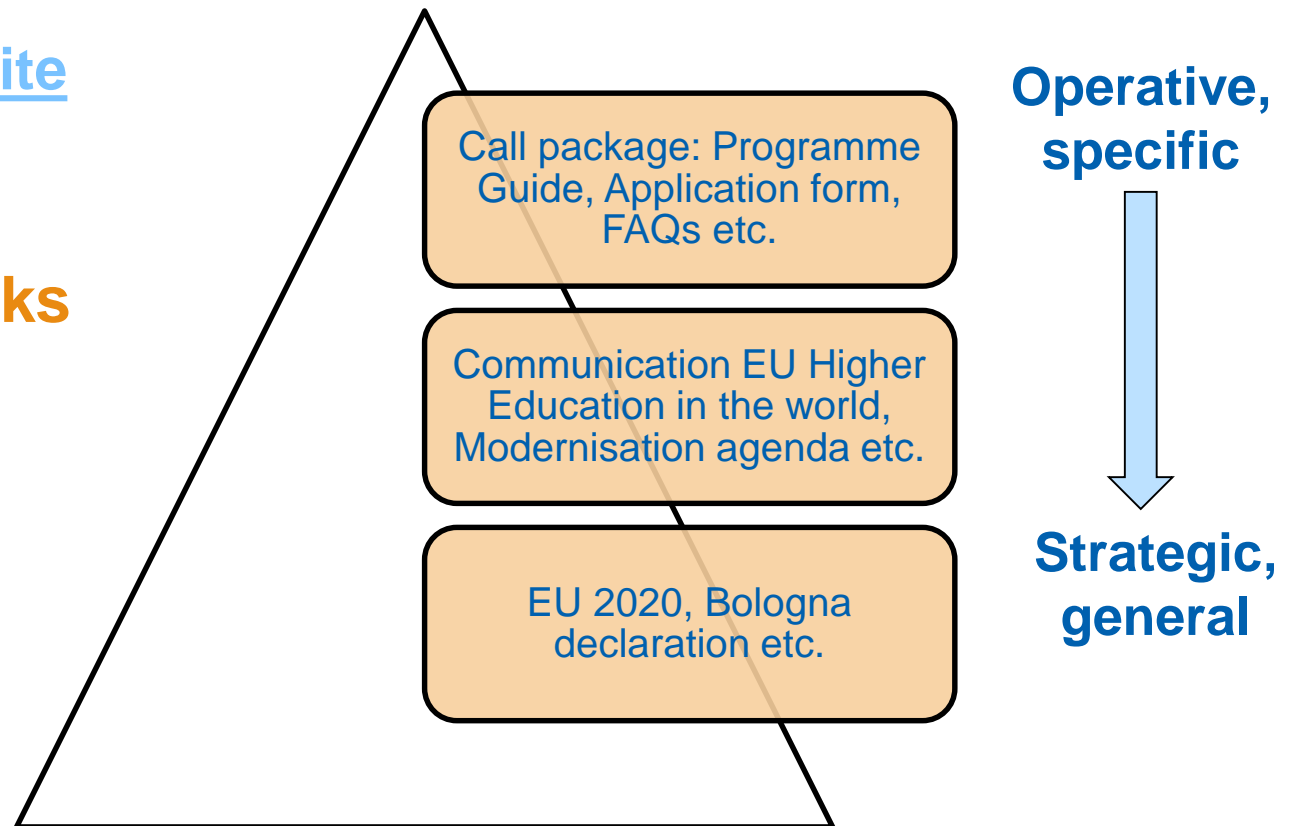 ite
ks
Call package: Programme
Guide, Application form,
FAQs etc.
Communication EU Higher
Education in the world,
Modernisation agenda etc.
EU 2020, Bologna
declaration etc.
Operative,
specific
Strategic,
general